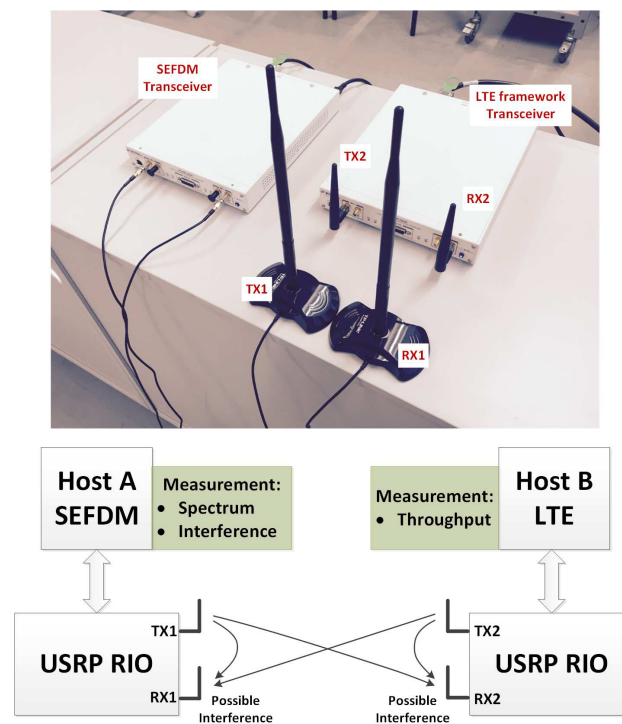 SEFDM
Transceiver
LTE framework
Transceiver
TX2
RX2
TX1
RX1
Host A
SEFDM
Measurement:
• Spectrum
• Interference
Measurement:
• Throughput
Host B
LTE
TX1
USRP RIO
RX1
Possible
Interference
TX2
USRP RIO
RX2
Possible
Interference